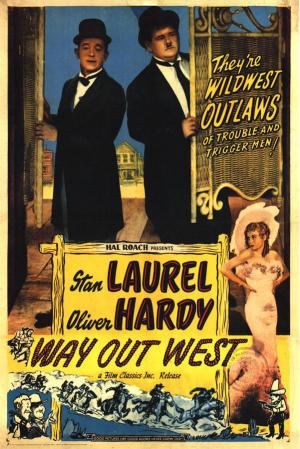 They're
WILDWEST
OUTLAWS
OF TROUBLE AND
TRIGGER MEN!
HAL ROACH PRESENTS
Stan LAUREL
Oliver HARDY
WAY OUT WEST
a Film Classics Inc. Release